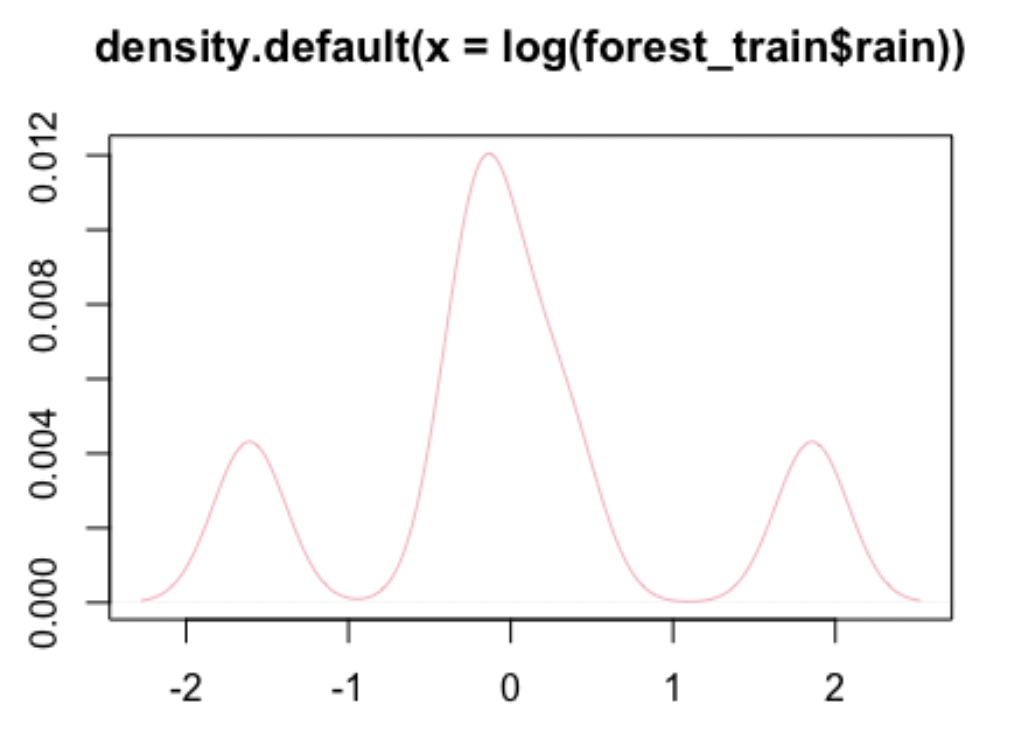 density.default(x = log(forest_train$rain))
0.012
0.008
0.004
0.000
-2 -1 0 1 2